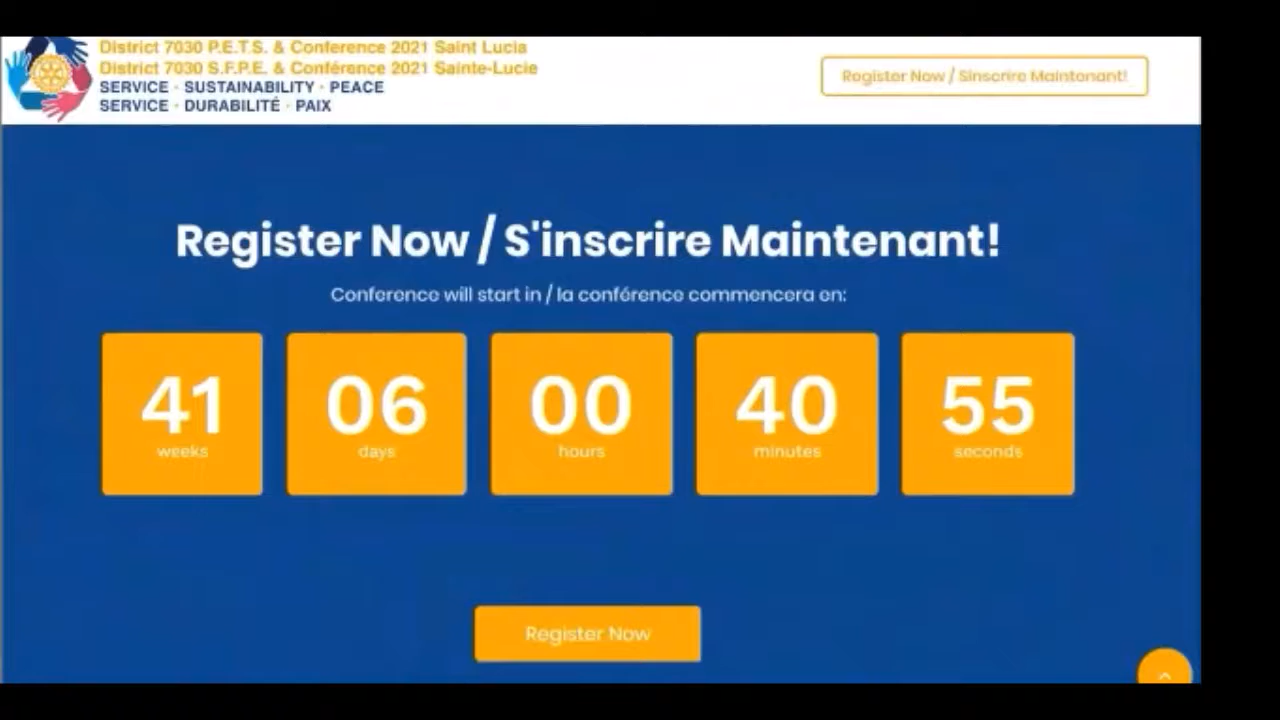 District 7030 P.E.T.S. & Conference 2021 Saint Lucia
District 7030 S.F.P.E. & Conférence 2021 Sainte-Lucie
SERVICE · SUSTAINABILITY · PEACE
SERVICE · DURABILITÉ · PAIX
Register Now / Sinscrire Maintenant!
Register Now / S'inscrire Maintenant!
Conference will start in / la conférence commencera en:
41 06 00 40 55
weeks days hours minutes seconds
Register Now